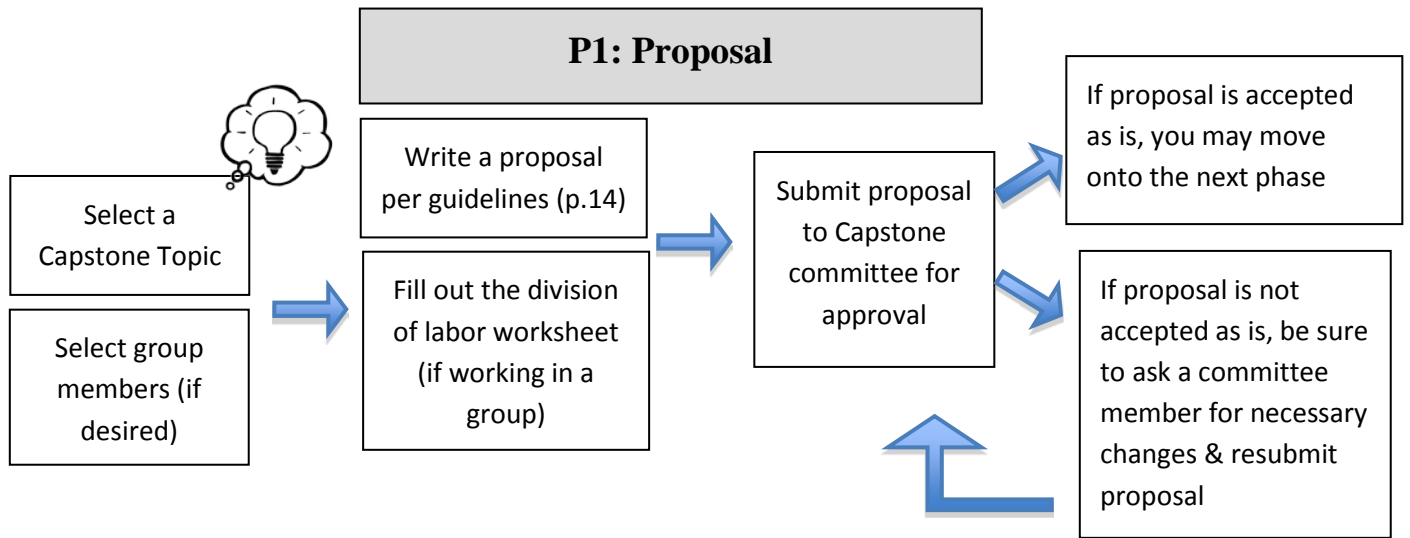 P1: Proposal
Select a
Capstone Topic
Select group
members (if
desired)
Write a proposal
per guidelines (p.14)
Fill out the division
of labor worksheet
(if working in a
group)
Submit proposal
to Capstone
committee for
approval
If proposal is accepted
as is, you may move
onto the next phase
If proposal is not
accepted as is, be sure
to ask a committee
member for necessary
changes & resubmit
proposal